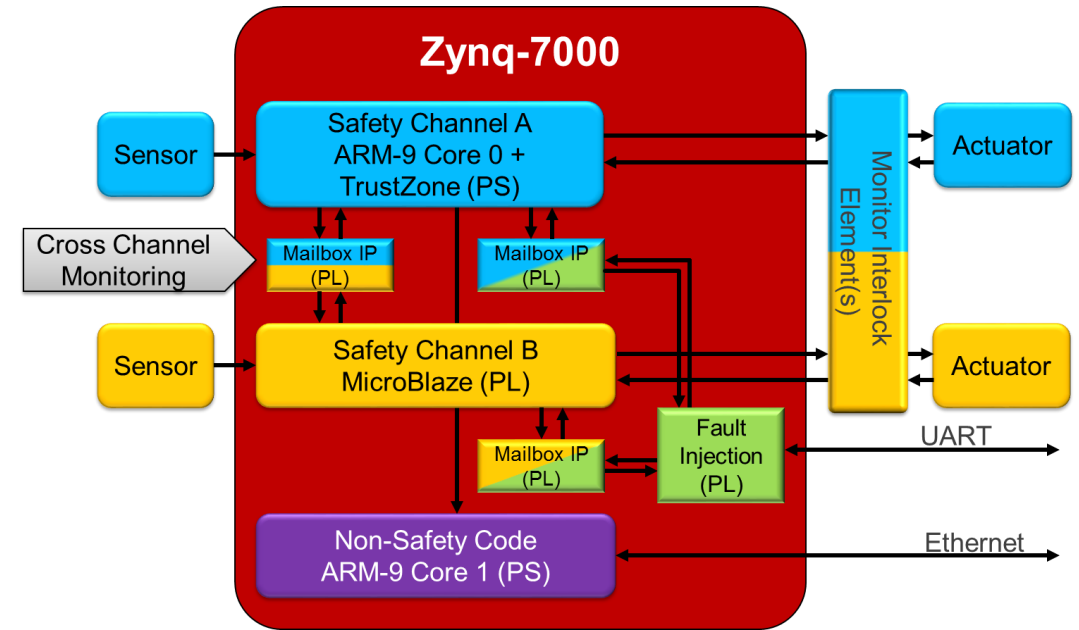 Zynq-7000
Safety Channel A
ARM-9 Core 0 +
TrustZone (PS)
Sensor
Actuator
Monitor Interlock
Element(s)
Cross Channel
Monitoring
Mailbox IP
(PL)
Mailbox IP
(PL)
Sensor
Safety Channel B
MicroBlaze (PL)
Actuator
Mailbox IP
(PL)
Fault
Injection
(PL)
UART
Non-Safety Code
ARM-9 Core 1 (PS)
Ethernet